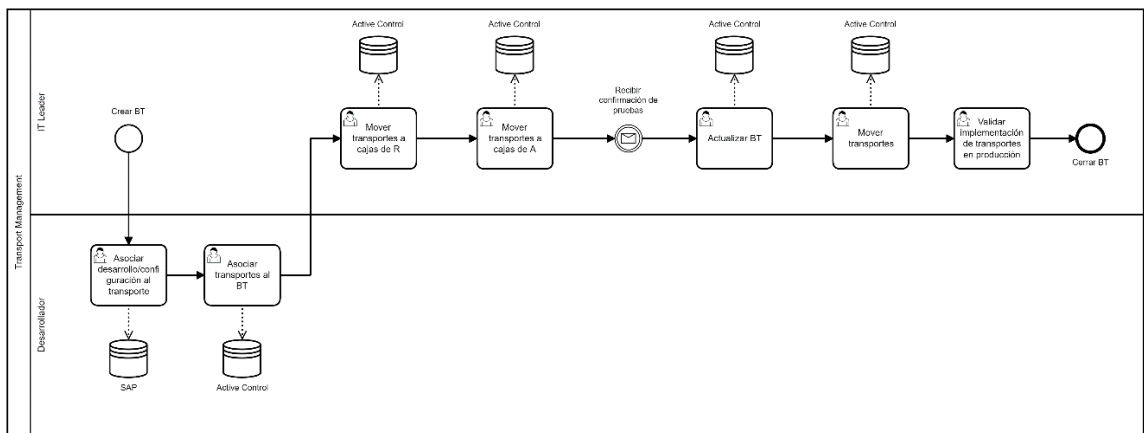 Transport Management
IT Leader
Crear BT
Active Control
Mover
transportes a
cajas de R
Active Control
Mover
transportes a
cajas de A
Recibir
confirmación de
pruebas
Active Control
Actualizar BT
Active Control
Mover
transportes
Validar
implementación
de transportes
en producción
Cerrar BT
Desarrollador
Asociar
desarrollo/confi
guración al
transporte
SAP
Asociar
transportes al
BT
Active Control